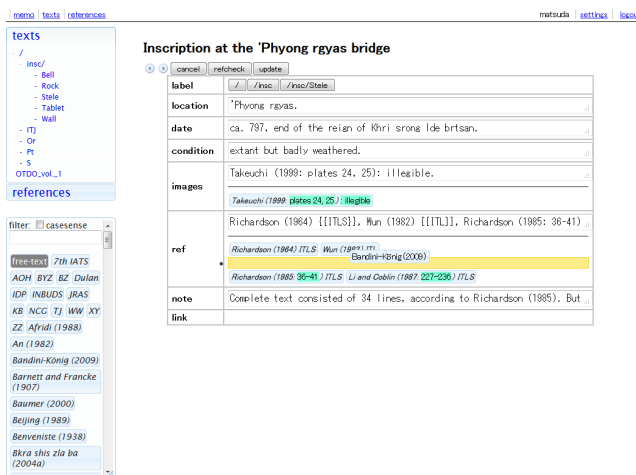 memo | texts | references
matsuda | settings | logou
texts
- /
- insc/
- Bell
- Rock
- Stele
- Tablet
- Wall
- ITJ
- Or
- Pt
- S
OTDO_vol._1
references
filter: casesense
free-text 7th IATS
AOH BYZ BZ Dulan
IDP INBUDS JRAS
KB NCG TJ WW XY
ZZ Afridi (1988)
An (1982)
Bandini-König (2009)
Barnett and Francke
(1907)
Baumer (2000)
Beijing (1989)
Benveniste (1938)
Bkra shis zla ba
(2004a)
Inscription at the 'Phyong rgyas bridge
cancel refcheck update
label / /insc /insc/Stele
location 'Phyong rgyas.
date ca. 797, end of the reign of Khri srong lde brtsan.
condition extant but badly weathered.
images Takeuchi (1999: plates 24, 25): illegible.
Takeuchi (1999: plates 24, 25): illegible
ref Richardson (1964) {{ITLS}}, Wun (1982) {{ITL}}, Richardson (1985: 36-41)
Richardson (1964) ITLS Wun (1982) ITL
Bandini-König(2009)
Richardson (1985: 36-41) ITLS Li and Coblin (1987: 227-236.) ITLS
note Complete text consisted of 34 lines, according to Richardson (1985). But
link